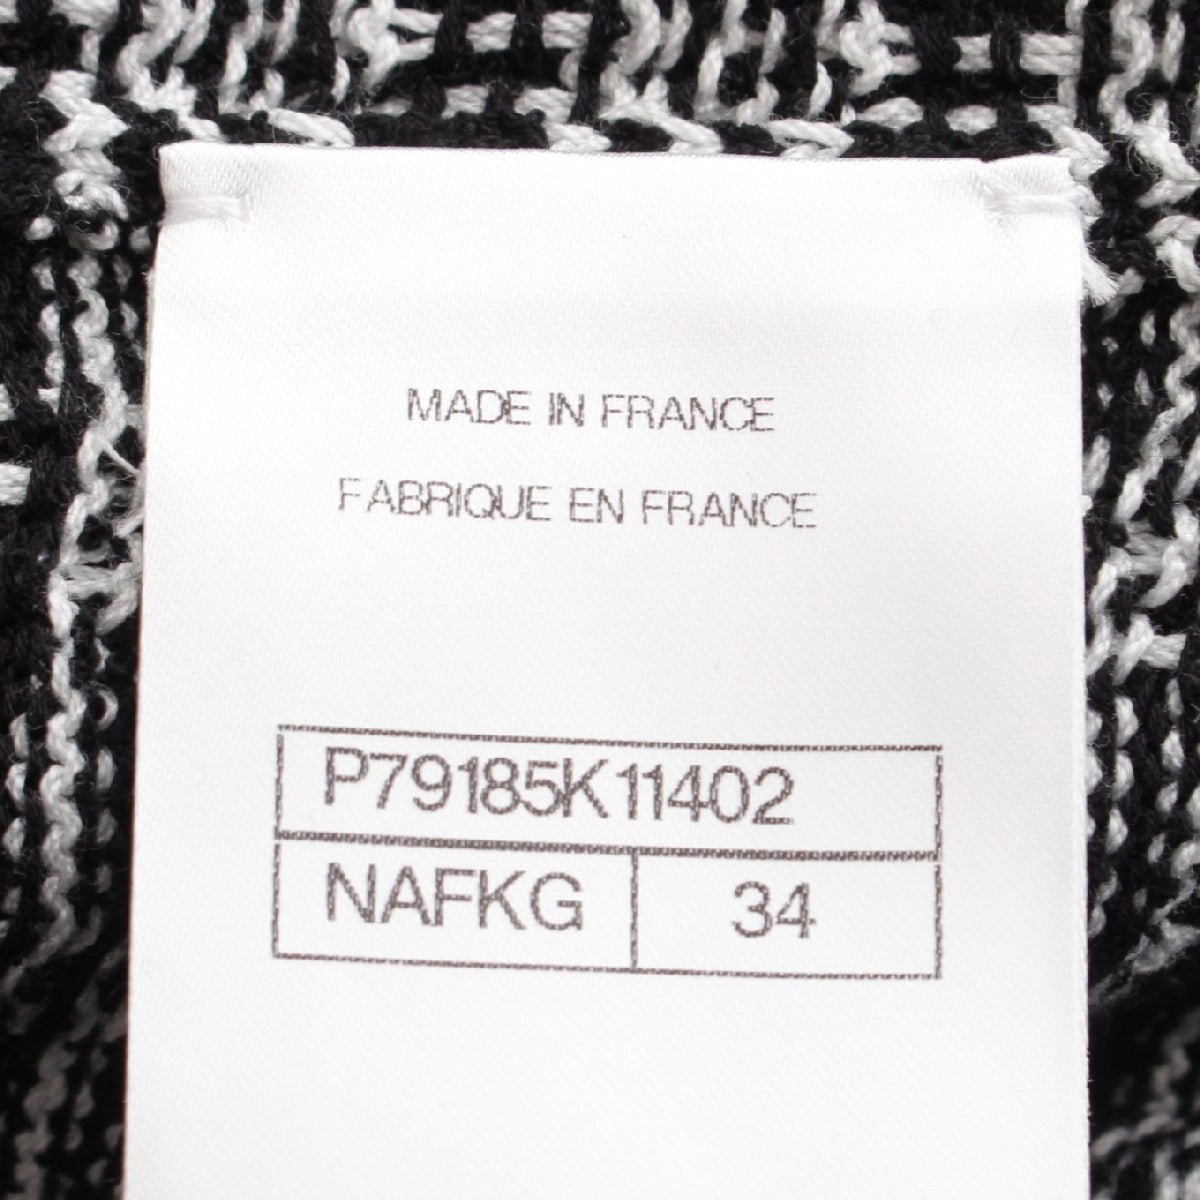 MADE IN FRANCE
FABRIQUE EN FRANCE
P79185K11402
NAFKG 34